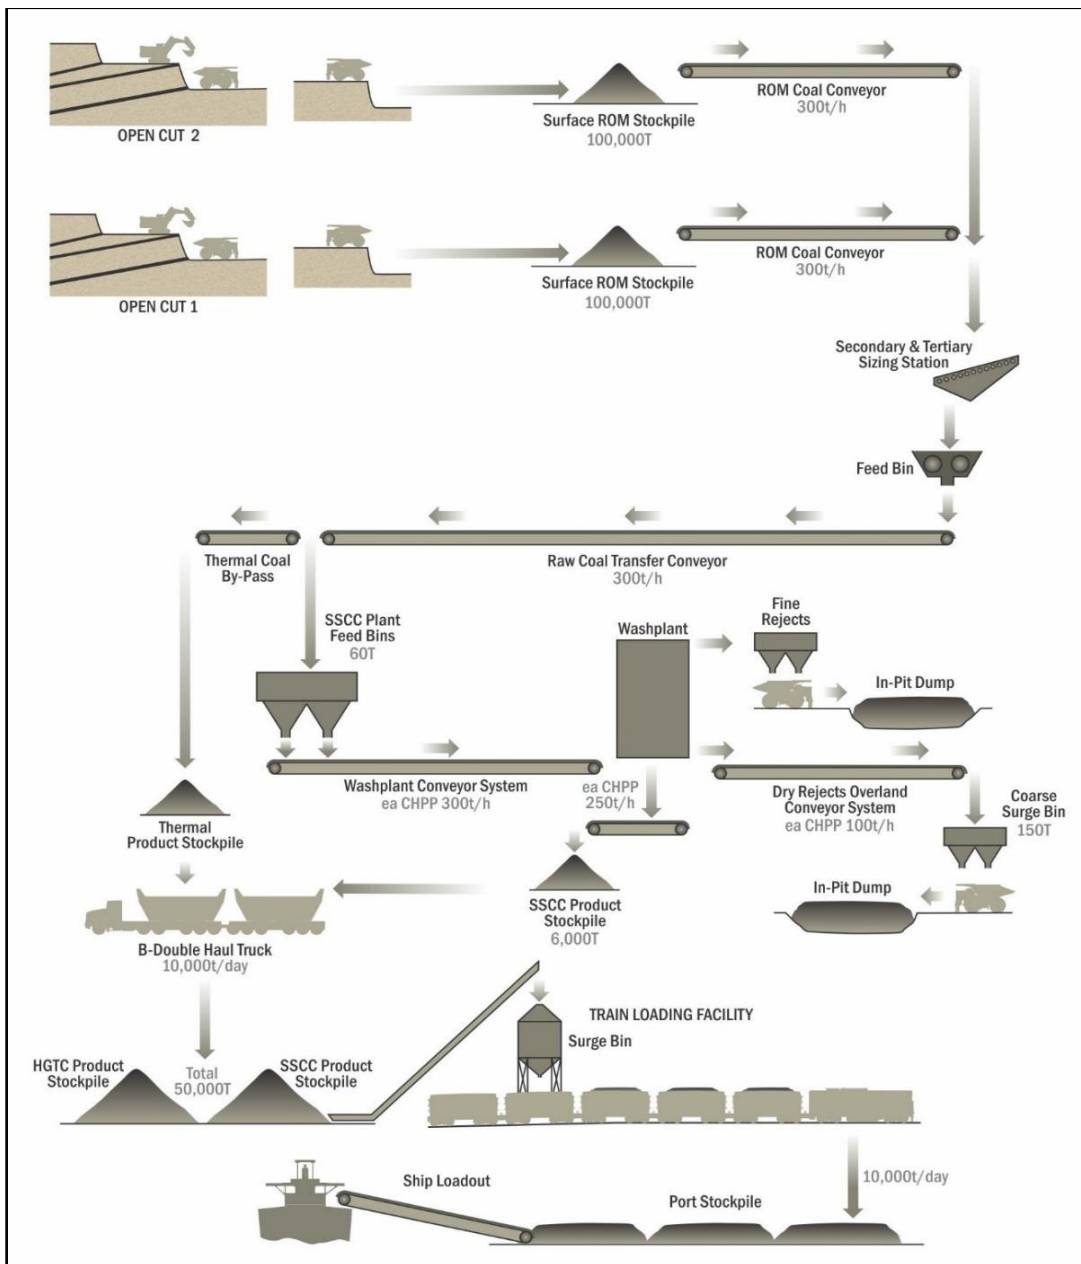 OPEN CUT 2
Surface ROM Stockpile
100,000T
ROM Coal Conveyor
300t/h
OPEN CUT 1
Surface ROM Stockpile
100,000T
ROM Coal Conveyor
300t/h
Secondary & Tertiary
Sizing Station
Feed Bin
Thermal Coal
By-Pass
Raw Coal Transfer Conveyor
300t/h
SSCC Plant
Feed Bins
60T
Washplant
Fine
Rejects
In-Pit Dump
Washplant Conveyor System
ea CHPP 300t/h
ea CHPP
250t/h
Dry Rejects Overland
Conveyor System
ea CHPP 100t/h
Coarse
Surge Bin
150T
Thermal
Product Stockpile
In-Pit Dump
SSCC Product
Stockpile
6,000T
B-Double Haul Truck
10,000t/day
TRAIN LOADING FACILITY
Surge Bin
HGTC Product
Stockpile
Total
50,000T
SSCC Product
Stockpile
Ship Loadout
Port Stockpile
10,000t/day